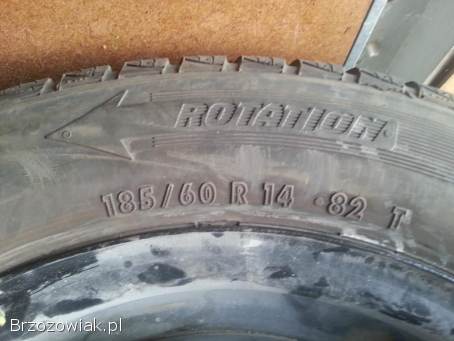 ROTATION
185/60 R 14 82 T
Brzozowiak.pl